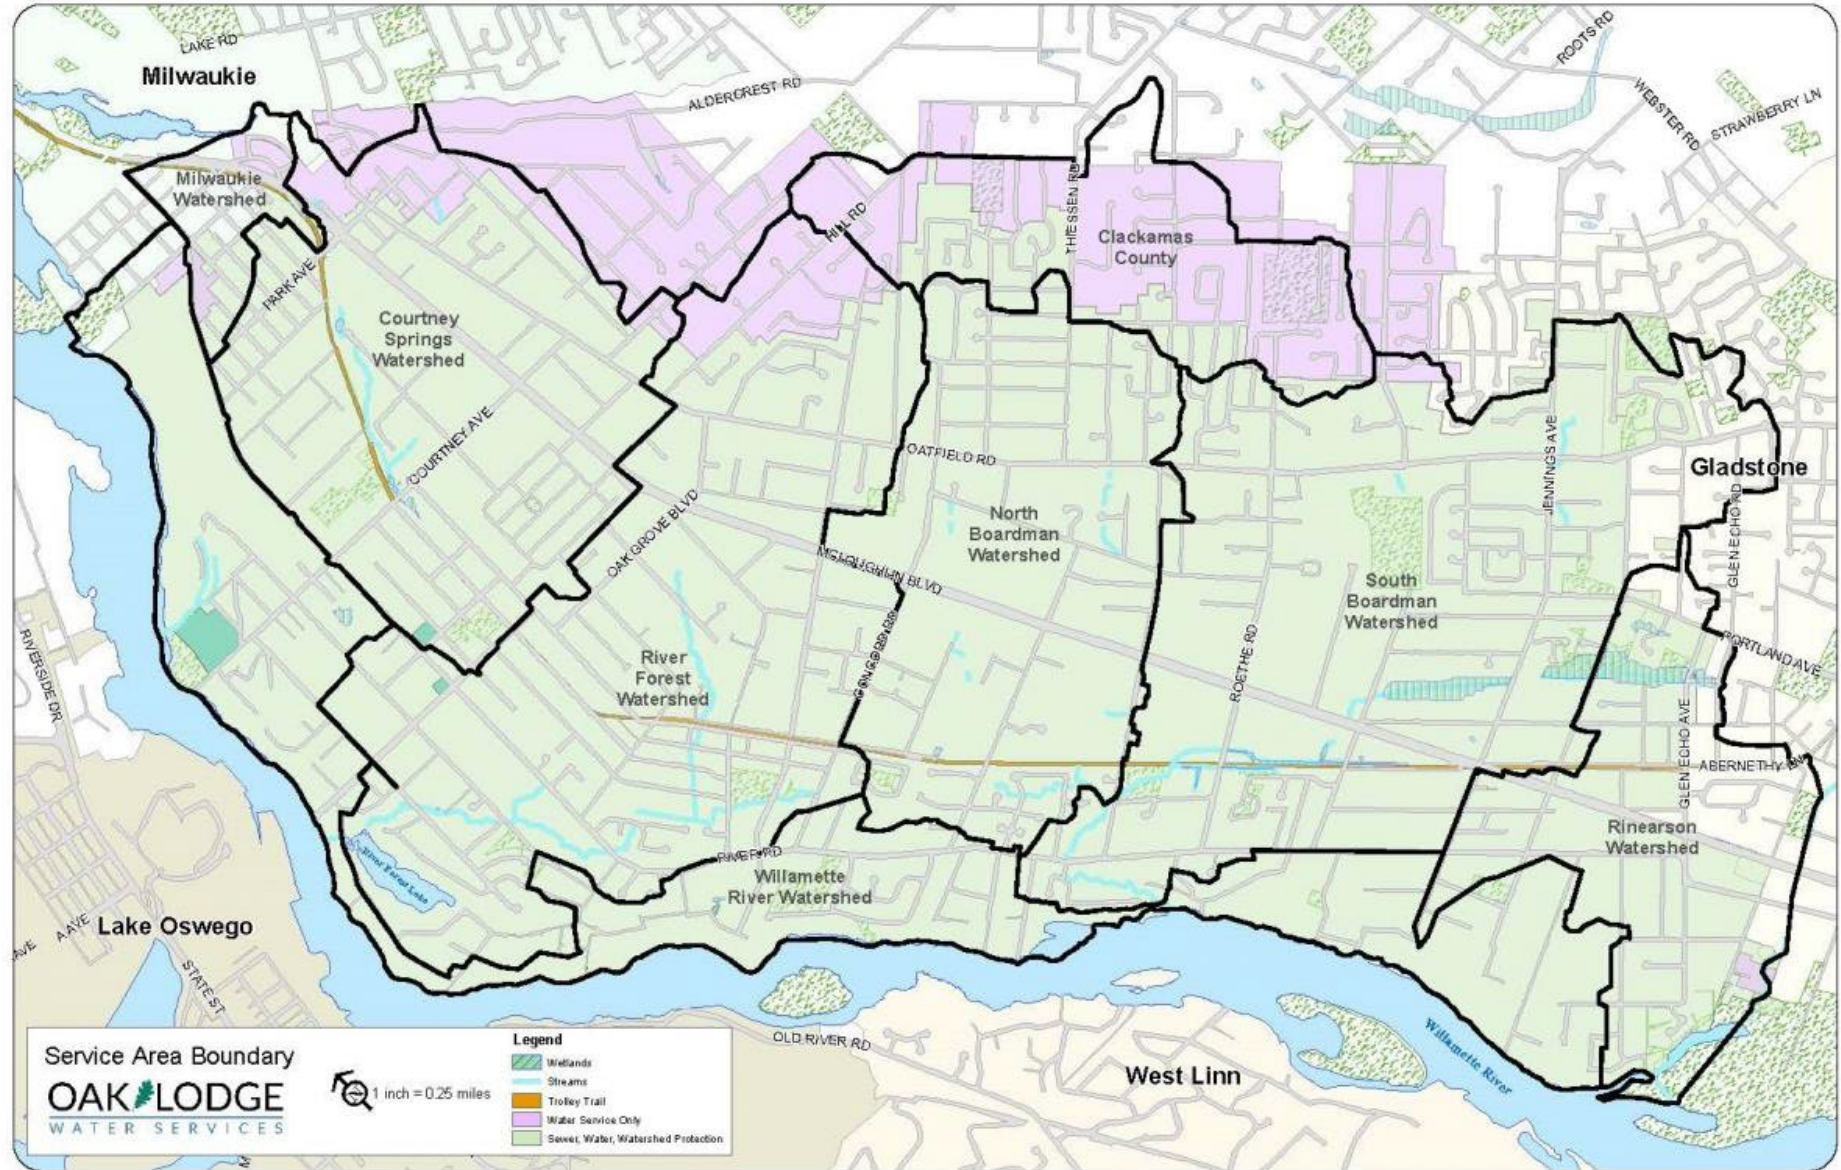 LAKE RD
Milwaukie
ALDERCREST RD
ROOTS RD
WEBSTER RD
STRAWBERRY LN
Milwaukie
Watershed
HILL RD
THIESSEN RD
Clackamas
County
PARK AVE
Courtney
Springs
Watershed
COURTNEY AVE
OATFIELD RD
JENNINGS AVE
Gladstone
GLEN ECHO RD
OAK GROVE BLVD
North
Boardman
Watershed
MCLOUGHLIN BLVD
South
Boardman
Watershed
PORTLAND AVE
RIVERSIDE DR
River
Forest
Watershed
CONCORD RD
ROETHE RD
GLEN ECHO AVE
ABERNETHY LN
Rinearson
Watershed
RIVER RD
Willamette
River Watershed
River Forest Lake
A AVE
AVE
Lake Oswego
STATE ST
OLD RIVER RD
West Linn
Willamette River
Service Area Boundary
OAK LODGE
WATER SERVICES
1 inch = 0.25 miles
Legend
Wetlands
Streams
Trolley Trail
Water Service Only
Sewer, Water, Watershed Protection